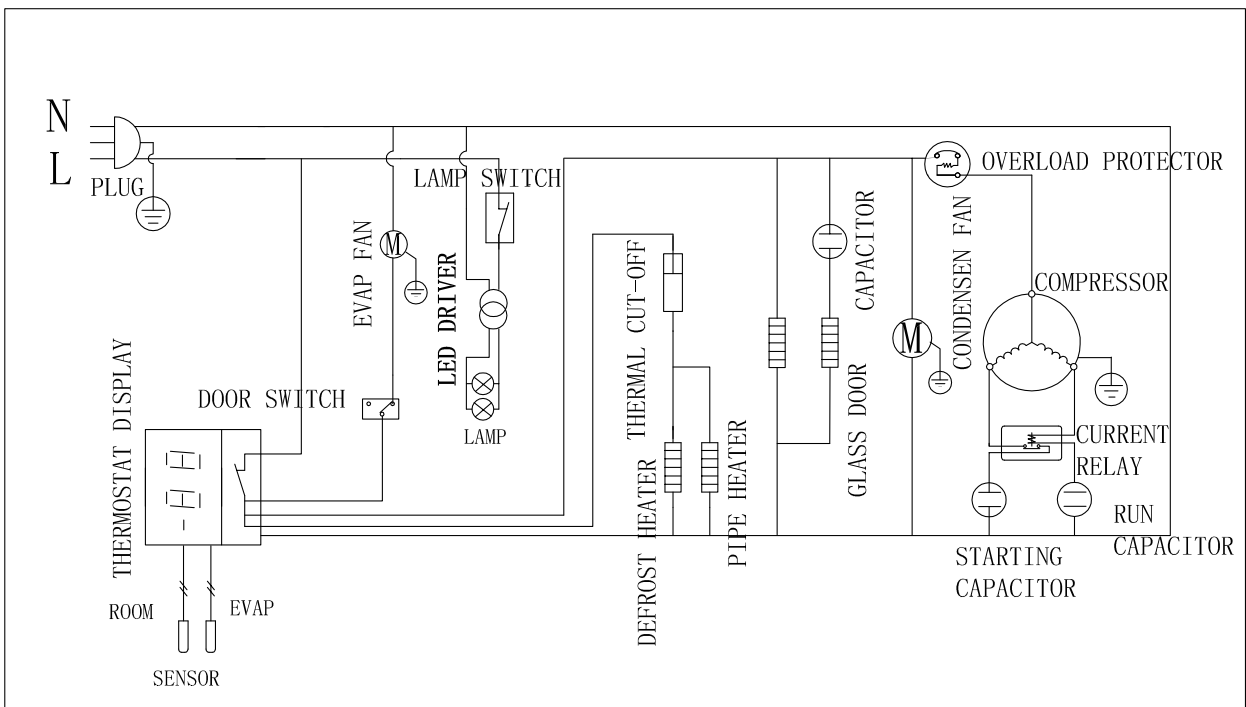 N
L
PLUG
LAMP SWITCH
OVERLOAD PROTECTOR
EVAP FAN
M
LED DRIVER
THERMAL CUT-OFF
CAPACITOR
M
CONDENSEN FAN
COMPRESSOR
THERMOSTAT DISPLAY
DOOR SWITCH
LAMP
DEFROST HEATER
PIPE HEATER
GLASS DOOR
CURRENT
RELAY
RUN
CAPACITOR
STARTING
CAPACITOR
ROOM
EVAP
SENSOR